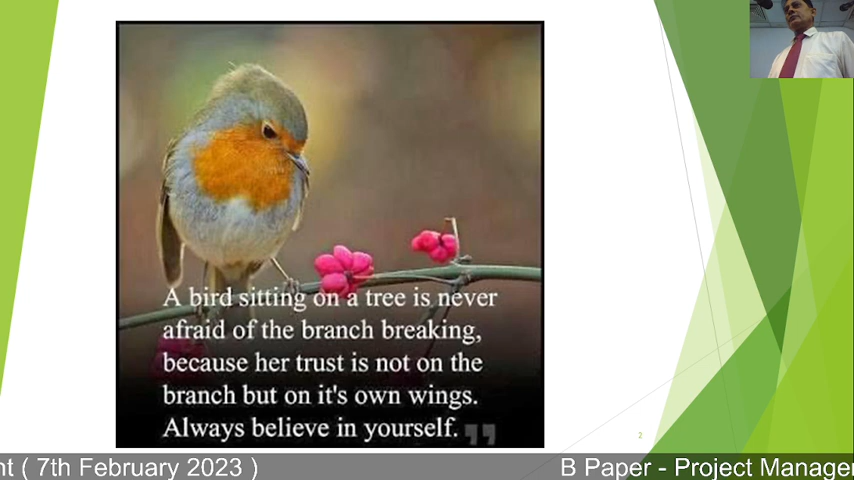 A bird sitting on a tree is never
afraid of the branch breaking,
because her trust is not on the
branch but on it's own wings.
Always believe in yourself.
2
nt ( 7th February 2023 )
B Paper - Project Manager